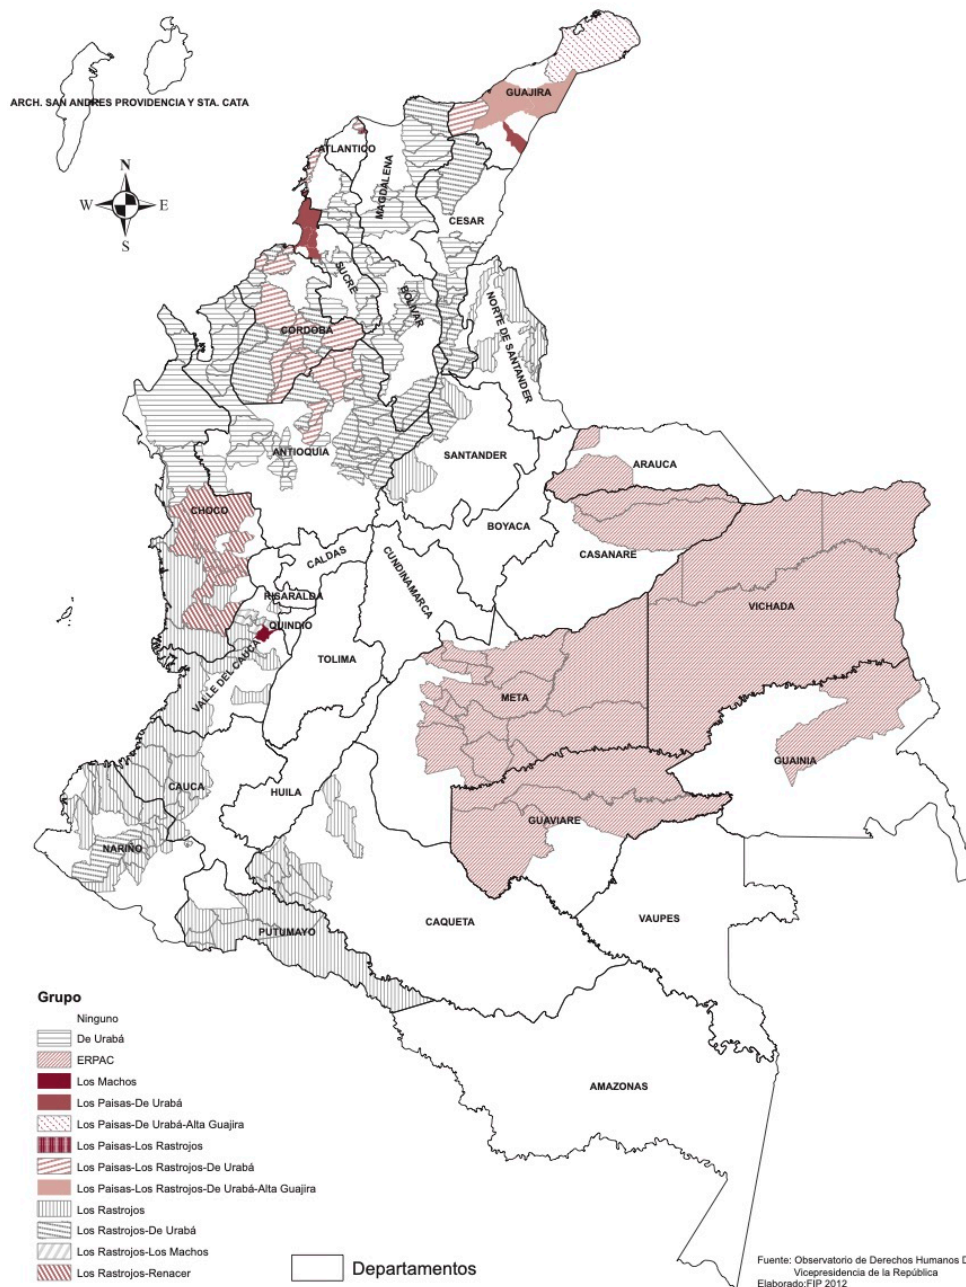 ARCH. SAN ANDRES PROVIDENCIA Y STA. CATA
N
W E
S
GUAJIRA
ATLANTICO
MAGDALENA
CESAR
SUCRE
BOLIVAR
NORTE DE SANTANDER
CORDOBA
ANTIOQUIA
SANTANDER
ARAUCA
CHOCO
BOYACA
CASANARE
CALDAS
CUNDINAMARCA
RISARALDA
VICHADA
QUINDIO
TOLIMA
VALLE DEL CAUCA
META
GUAINIA
CAUCA
HUILA
GUAVIARE
NARIÑO
CAQUETA
VAUPES
PUTUMAYO
AMAZONAS
Grupo
Ninguno
De Urabá
ERPAC
Los Machos
Los Paisas-De Urabá
Los Paisas-De Urabá-Alta Guajira
Los Paisas-Los Rastrojos
Los Paisas-Los Rastrojos-De Urabá
Los Paisas-Los Rastrojos-De Urabá-Alta Guajira
Los Rastrojos
Los Rastrojos-De Urabá
Los Rastrojos-Los Machos
Los Rastrojos-Renacer
Departamentos
Fuente: Observatorio de Derechos Humanos D
Vicepresidencia de la República
Elaborado:FIP 2012